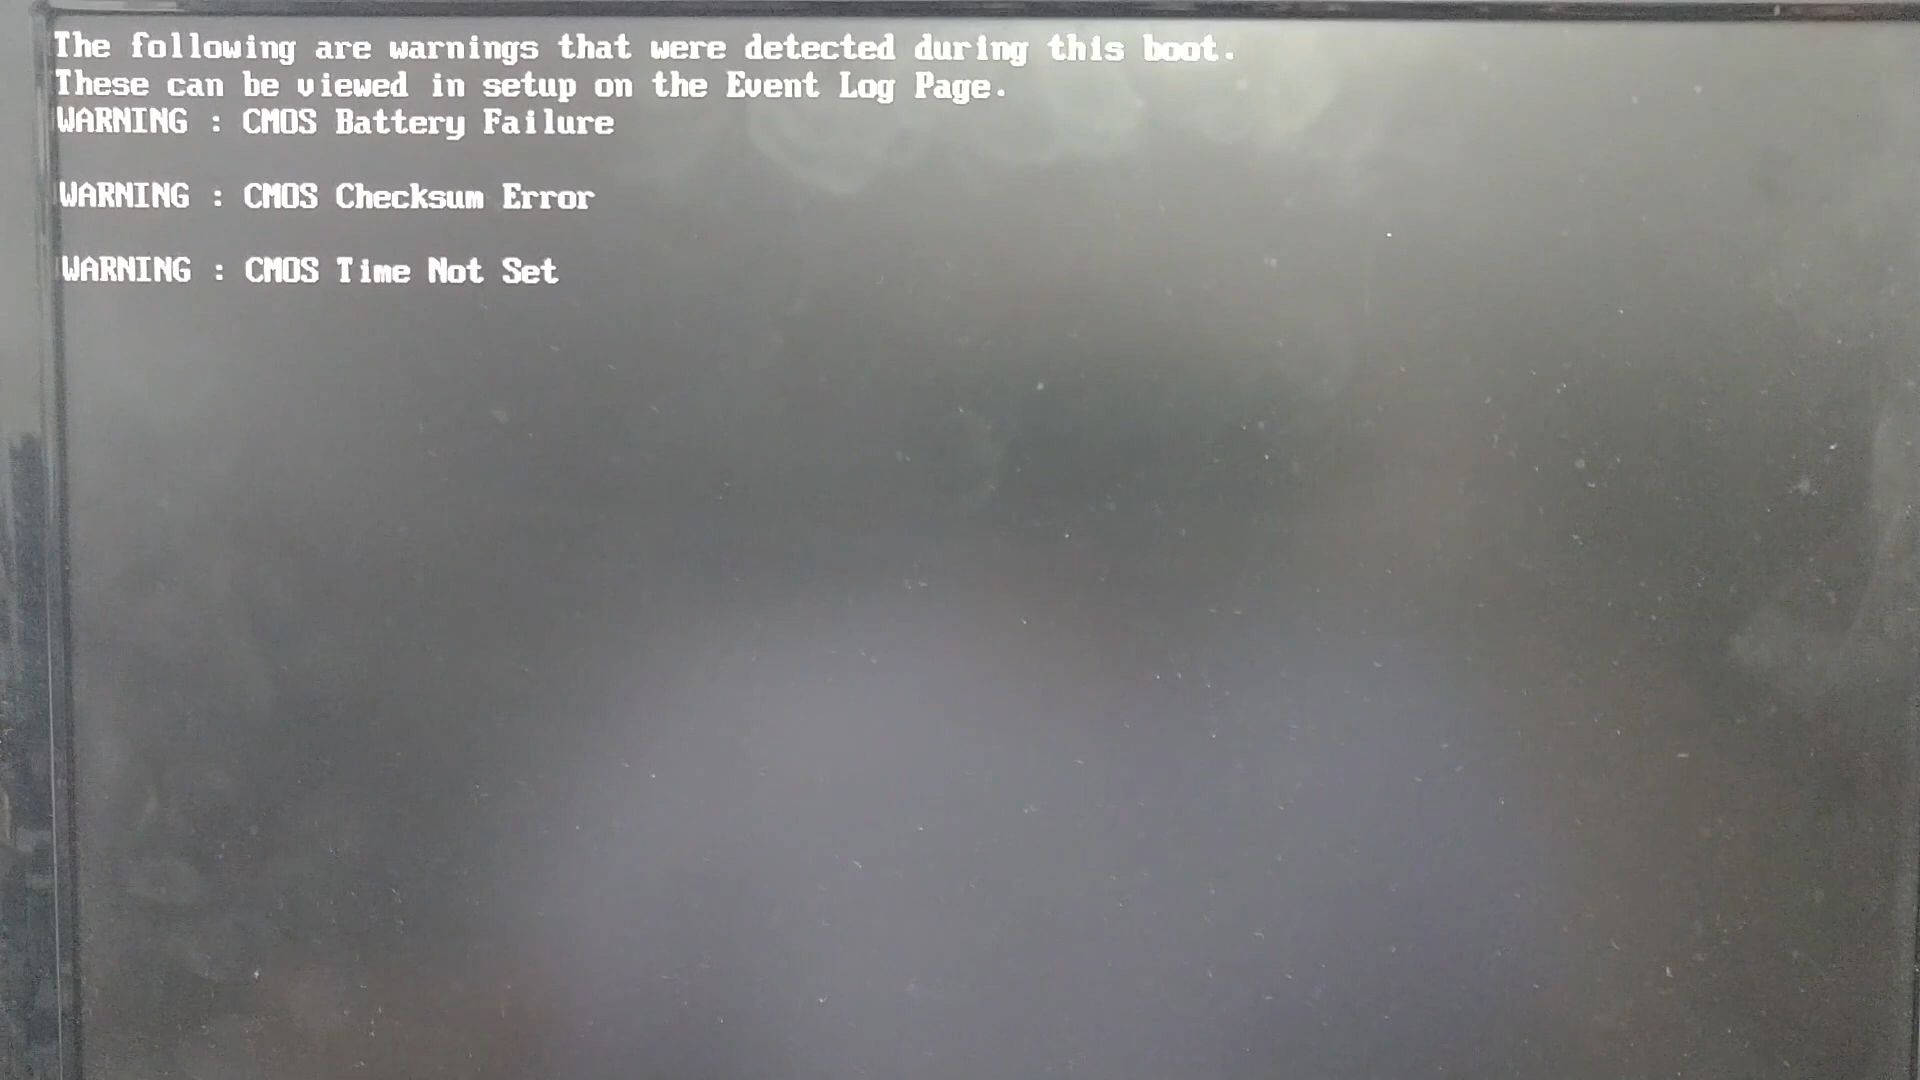 The following are warnings that were detected during this boot.
These can be viewed in setup on the Event Log Page.
WARNING : CMOS Battery Failure
WARNING : CMOS Checksum Error
WARNING : CMOS Time Not Set